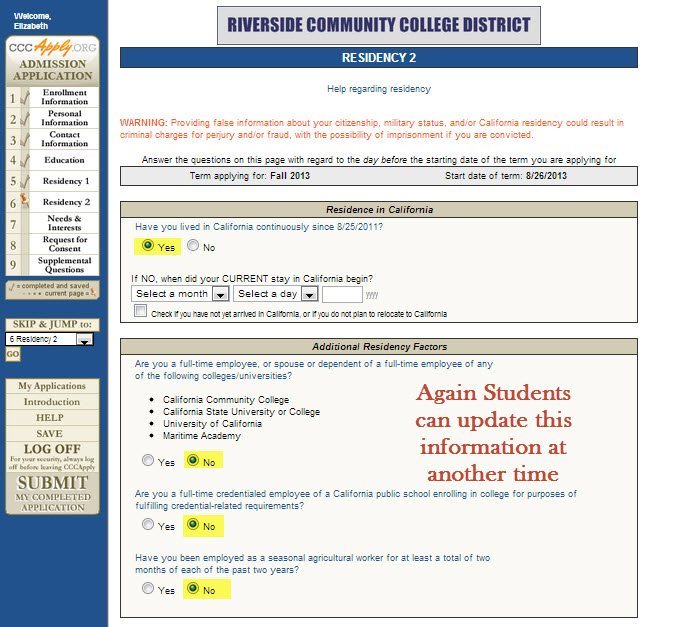 Welcome,
Elizabeth
CCCApply.ORG
ADMISSION
APPLICATION
1 Enrollment
Information
2 Personal
Information
3 Contact
Information
4 Education
5 Residency 1
6 Residency 2
7 Needs &
Interests
8 Request for
Consent
9 Supplemental
Questions
= completed and saved
current page =
SKIP & JUMP to:
6 Residency 2
GO
My Applications
Introduction
HELP
SAVE
LOG OFF
For your security, always log
off before leaving CCCApply
SUBMIT
MY COMPLETED
APPLICATION
RIVERSIDE COMMUNITY COLLEGE DISTRICT
RESIDENCY 2
Help regarding residency
WARNING: Providing false information about your citizenship, military status, and/or California residency could result in
criminal charges for perjury and/or fraud, with the possibility of imprisonment if you are convicted.
Answer the questions on this page with regard to the day before the starting date of the term you are applying for
Term applying for: Fall 2013 Start date of term: 8/26/2013
Residence in California
Have you lived in California continuously since 8/25/2011?
Yes No
If NO, when did your CURRENT stay in California begin?
Select a month Select a day yyyy
Check if you have not yet arrived in California, or if you do not plan to relocate to California
Additional Residency Factors
Are you a full-time employee, or spouse or dependent of a full-time employee of any
of the following colleges/universities?
• California Community College
• California State University or College
• University of California
• Maritime Academy
Yes No
Again Students
can update this
information at
another time
Are you a full-time credentialed employee of a California public school enrolling in college for purposes of
fulfilling credential-related requirements?
Yes No
Have you been employed as a seasonal agricultural worker for at least a total of two
months of each of the past two years?
Yes No